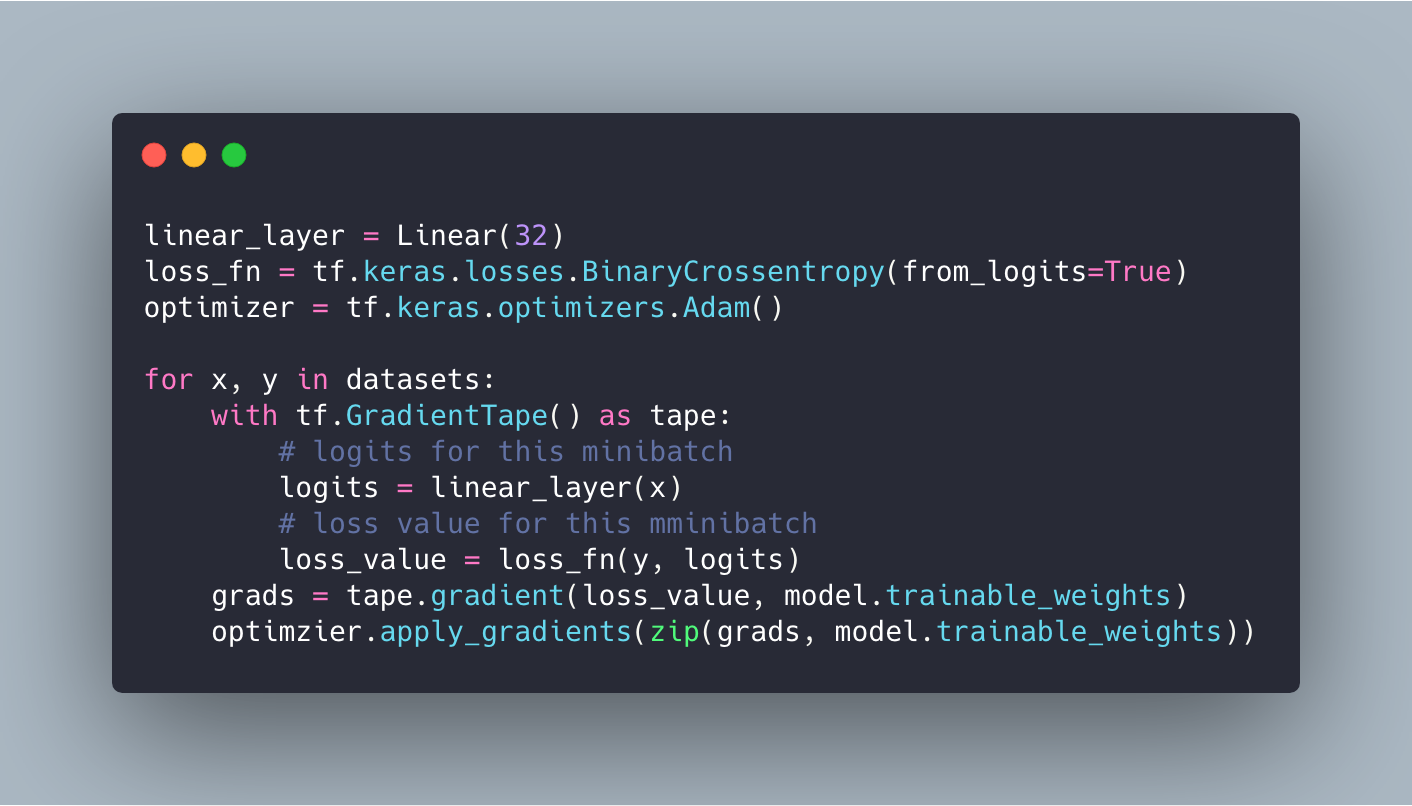 linear_layer = Linear(32)
loss_fn = tf.keras.losses.BinaryCrossentropy(from_logits=True)
optimizer = tf.keras.optimizers.Adam()

for x, y in datasets:
    with tf.GradientTape() as tape:
        # logits for this minibatch
        logits = linear_layer(x)
        # loss value for this mminibatch
        loss_value = loss_fn(y, logits)
    grads = tape.gradient(loss_value, model.trainable_weights)
    optimzier.apply_gradients(zip(grads, model.trainable_weights))